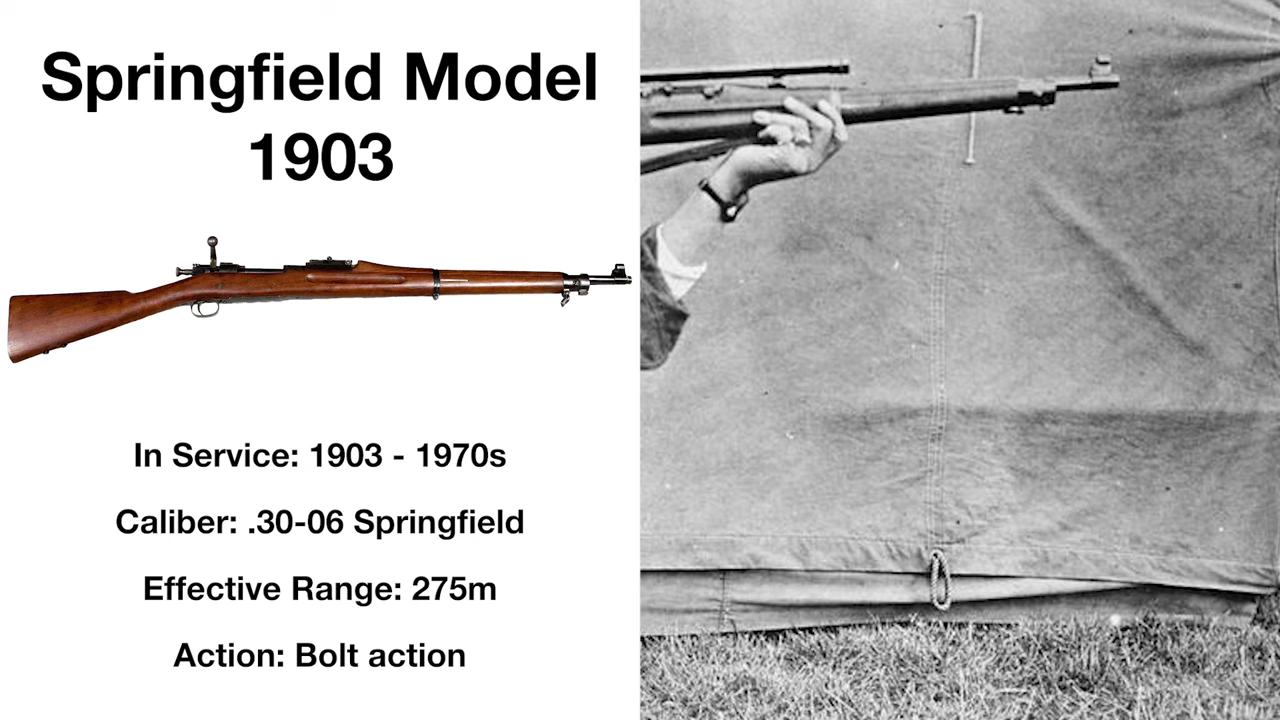 Springfield Model
1903
In Service: 1903 - 1970s
Caliber: .30-06 Springfield
Effective Range: 275m
Action: Bolt action